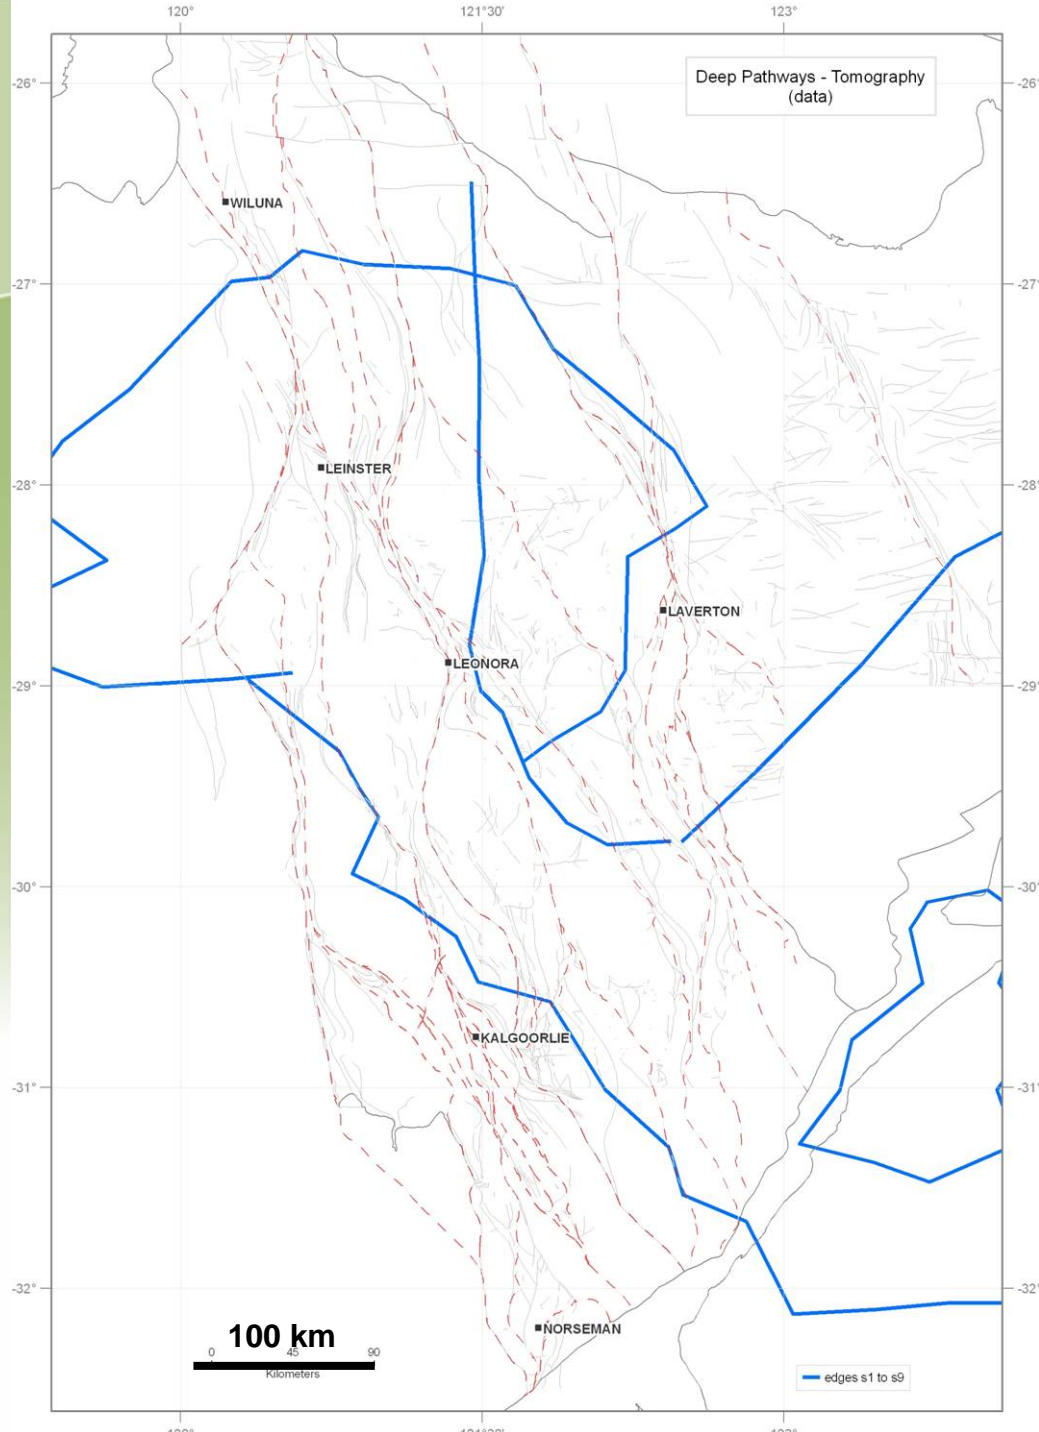 120°
121°30'
123°
-26°
-26°
Deep Pathways - Tomography
(data)
WILUNA
-27°
-27°
LEINSTER
-28°
-28°
LAVERTON
LEONORA
-29°
-29°
-30°
-30°
KALGOORLIE
-31°
-31°
-32°
-32°
100 km
NORSEMAN
0 45 90
Kilometers
edges s1 to s9